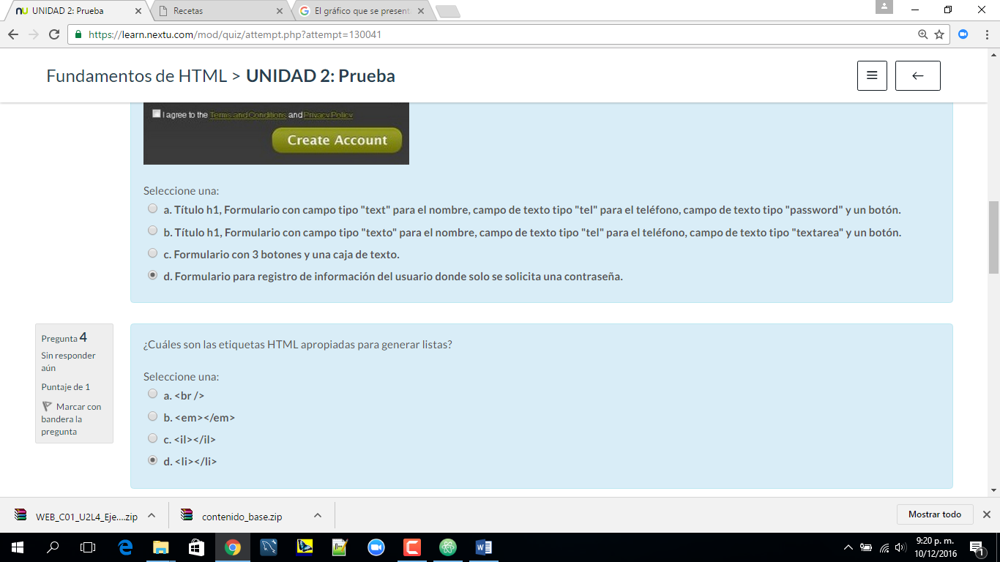 UNIDAD 2: Prueba
Recetas
El gráfico que se present
https://learn.nextu.com/mod/quiz/attempt.php?attempt=130041
Fundamentos de HTML > UNIDAD 2: Prueba
I agree to the Terms and Conditions and Privacy Policy
Create Account
Seleccione una:
a. Título h1, Formulario con campo tipo "text" para el nombre, campo de texto tipo "tel" para el teléfono, campo de texto tipo "password" y un botón.
b. Título h1, Formulario con campo tipo "texto" para el nombre, campo de texto tipo "tel" para el teléfono, campo de texto tipo "textarea" y un botón.
c. Formulario con 3 botones y una caja de texto.
d. Formulario para registro de información del usuario donde solo se solicita una contraseña.
Pregunta 4
Sin responder
aún
Puntaje de 1
Marcar con
bandera la
pregunta
¿Cuáles son las etiquetas HTML apropiadas para generar listas?
Seleccione una:
a. <br />
b. <em></em>
c. <il></il>
d. <li></li>
WEB_C01_U2L4_Eje....zip
contenido_base.zip
Mostrar todo
9:20 p. m.
10/12/2016
1